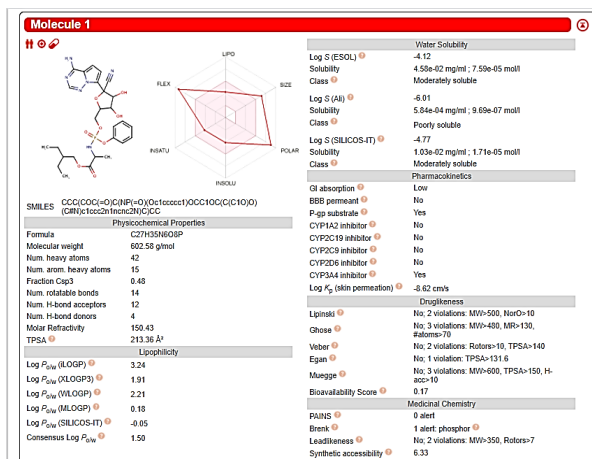 Molecule 1
LIPO
FLEX
SIZE
INSATU
POLAR
INSOLU
SMILES CCC(COC(=O)C(NP(=O)(Oc1ccccc1)OCC1OC(C(C1O)O)
(C#N)c1ccc2n1ncnc2N)C)CC
Physicochemical Properties
Formula C27H35N6O8P
Molecular weight 602.58 g/mol
Num. heavy atoms 42
Num. arom. heavy atoms 15
Fraction Csp3 0.48
Num. rotatable bonds 14
Num. H-bond acceptors 12
Num. H-bond donors 4
Molar Refractivity 150.43
TPSA 213.36 Å²
Lipophilicity
Log Po/w (iLOGP) 3.24
Log Po/w (XLOGP3) 1.91
Log Po/w (WLOGP) 2.21
Log Po/w (MLOGP) 0.18
Log Po/w (SILICOS-IT) -0.05
Consensus Log Po/w 1.50
Water Solubility
Log S (ESOL) -4.12
Solubility 4.58e-02 mg/ml ; 7.59e-05 mol/l
Class Moderately soluble
Log S (Ali) -6.01
Solubility 5.84e-04 mg/ml ; 9.69e-07 mol/l
Class Poorly soluble
Log S (SILICOS-IT) -4.77
Solubility 1.03e-02 mg/ml ; 1.71e-05 mol/l
Class Moderately soluble
Pharmacokinetics
GI absorption Low
BBB permeant No
P-gp substrate Yes
CYP1A2 inhibitor No
CYP2C19 inhibitor No
CYP2C9 inhibitor No
CYP2D6 inhibitor No
CYP3A4 inhibitor Yes
Log Kp (skin permeation) -8.62 cm/s
Druglikeness
Lipinski No; 2 violations: MW>500, NorO>10
Ghose No; 3 violations: MW>480, MR>130,
#atoms>70
Veber No; 2 violations: Rotors>10, TPSA>140
Egan No; 1 violation: TPSA>131.6
Muegge No; 3 violations: MW>600, TPSA>150, H-
acc>10
Bioavailability Score 0.17
Medicinal Chemistry
PAINS 0 alert
Brenk 1 alert: phosphor
Leadlikeness No; 2 violations: MW>350, Rotors>7
Synthetic accessibility 6.33